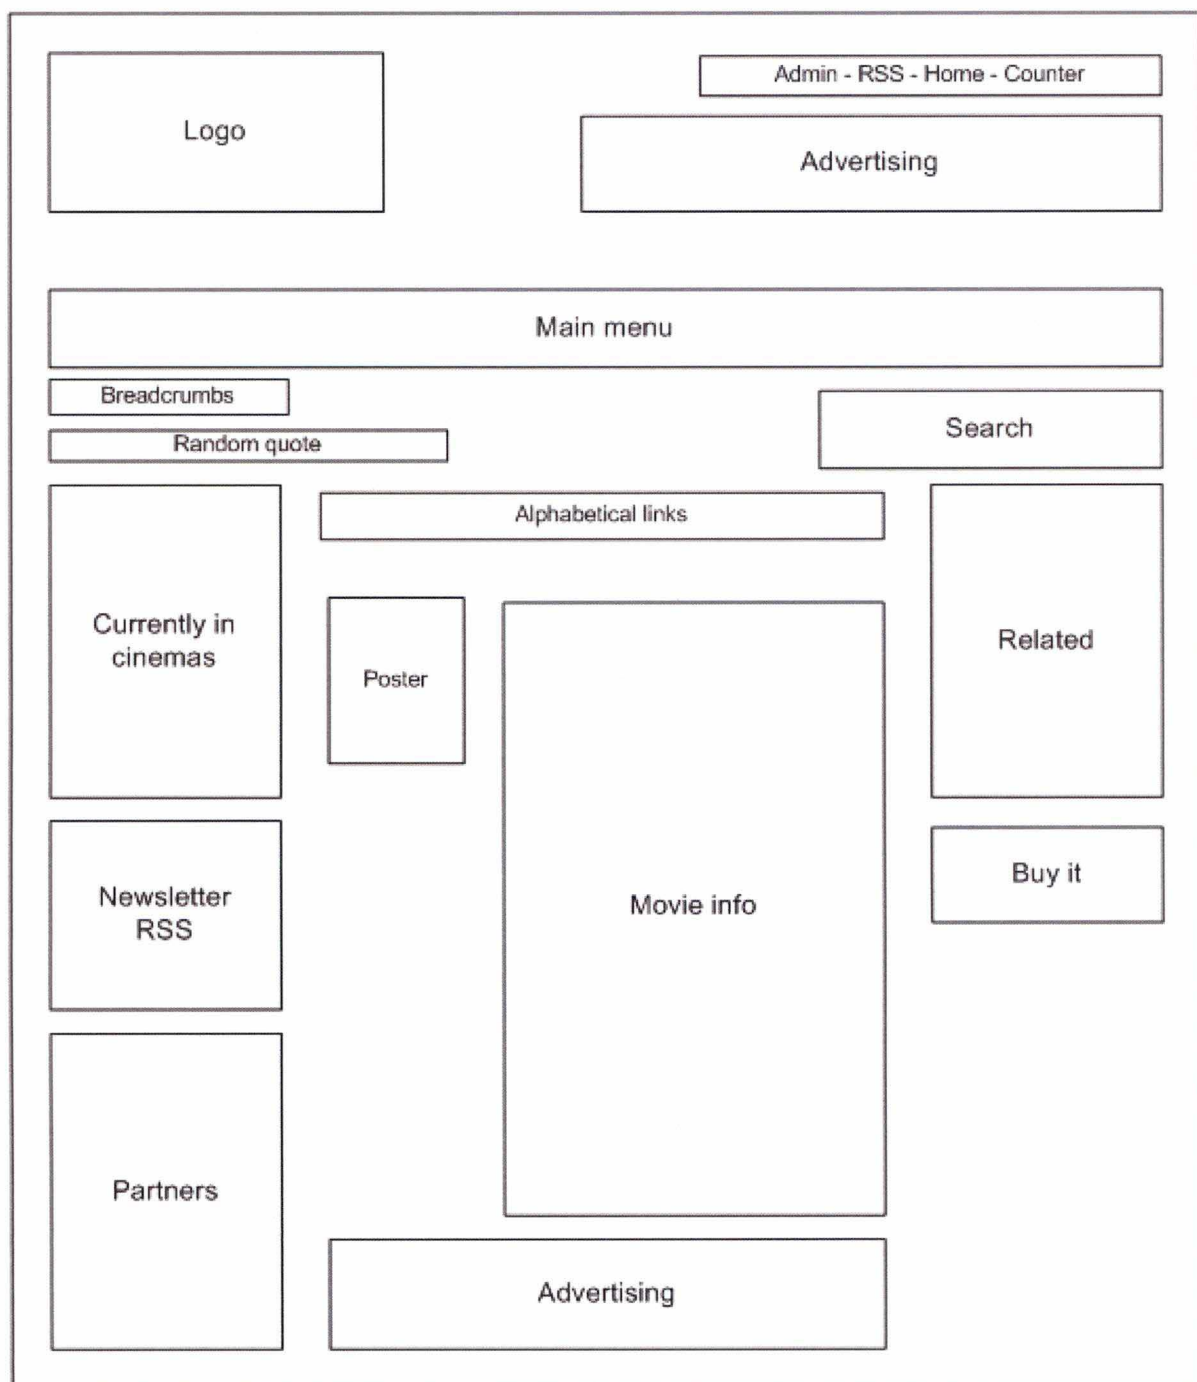 Logo
Admin - RSS - Home - Counter
Advertising
Main menu
Breadcrumbs
Random quote
Search
Currently in
cinemas
Alphabetical links
Poster
Movie info
Related
Newsletter
RSS
Buy it
Partners
Advertising